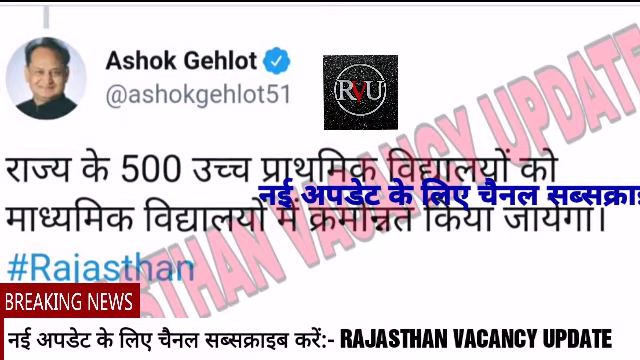 Ashok Gehlot
@ashokgehlot51
RVU
राज्य के 500 उच्च प्राथमिक विद्यालयों को
नई अपडेट के लिए चैनल सब्सक्राइ
माध्यमिक विद्यालयों में क्रमोन्नत किया जायेगा।
#Rajasthan
RAJASTHAN VACANCY UPDATE
BREAKING NEWS
नई अपडेट के लिए चैनल सब्सक्राइब करें:- RAJASTHAN VACANCY UPDATE